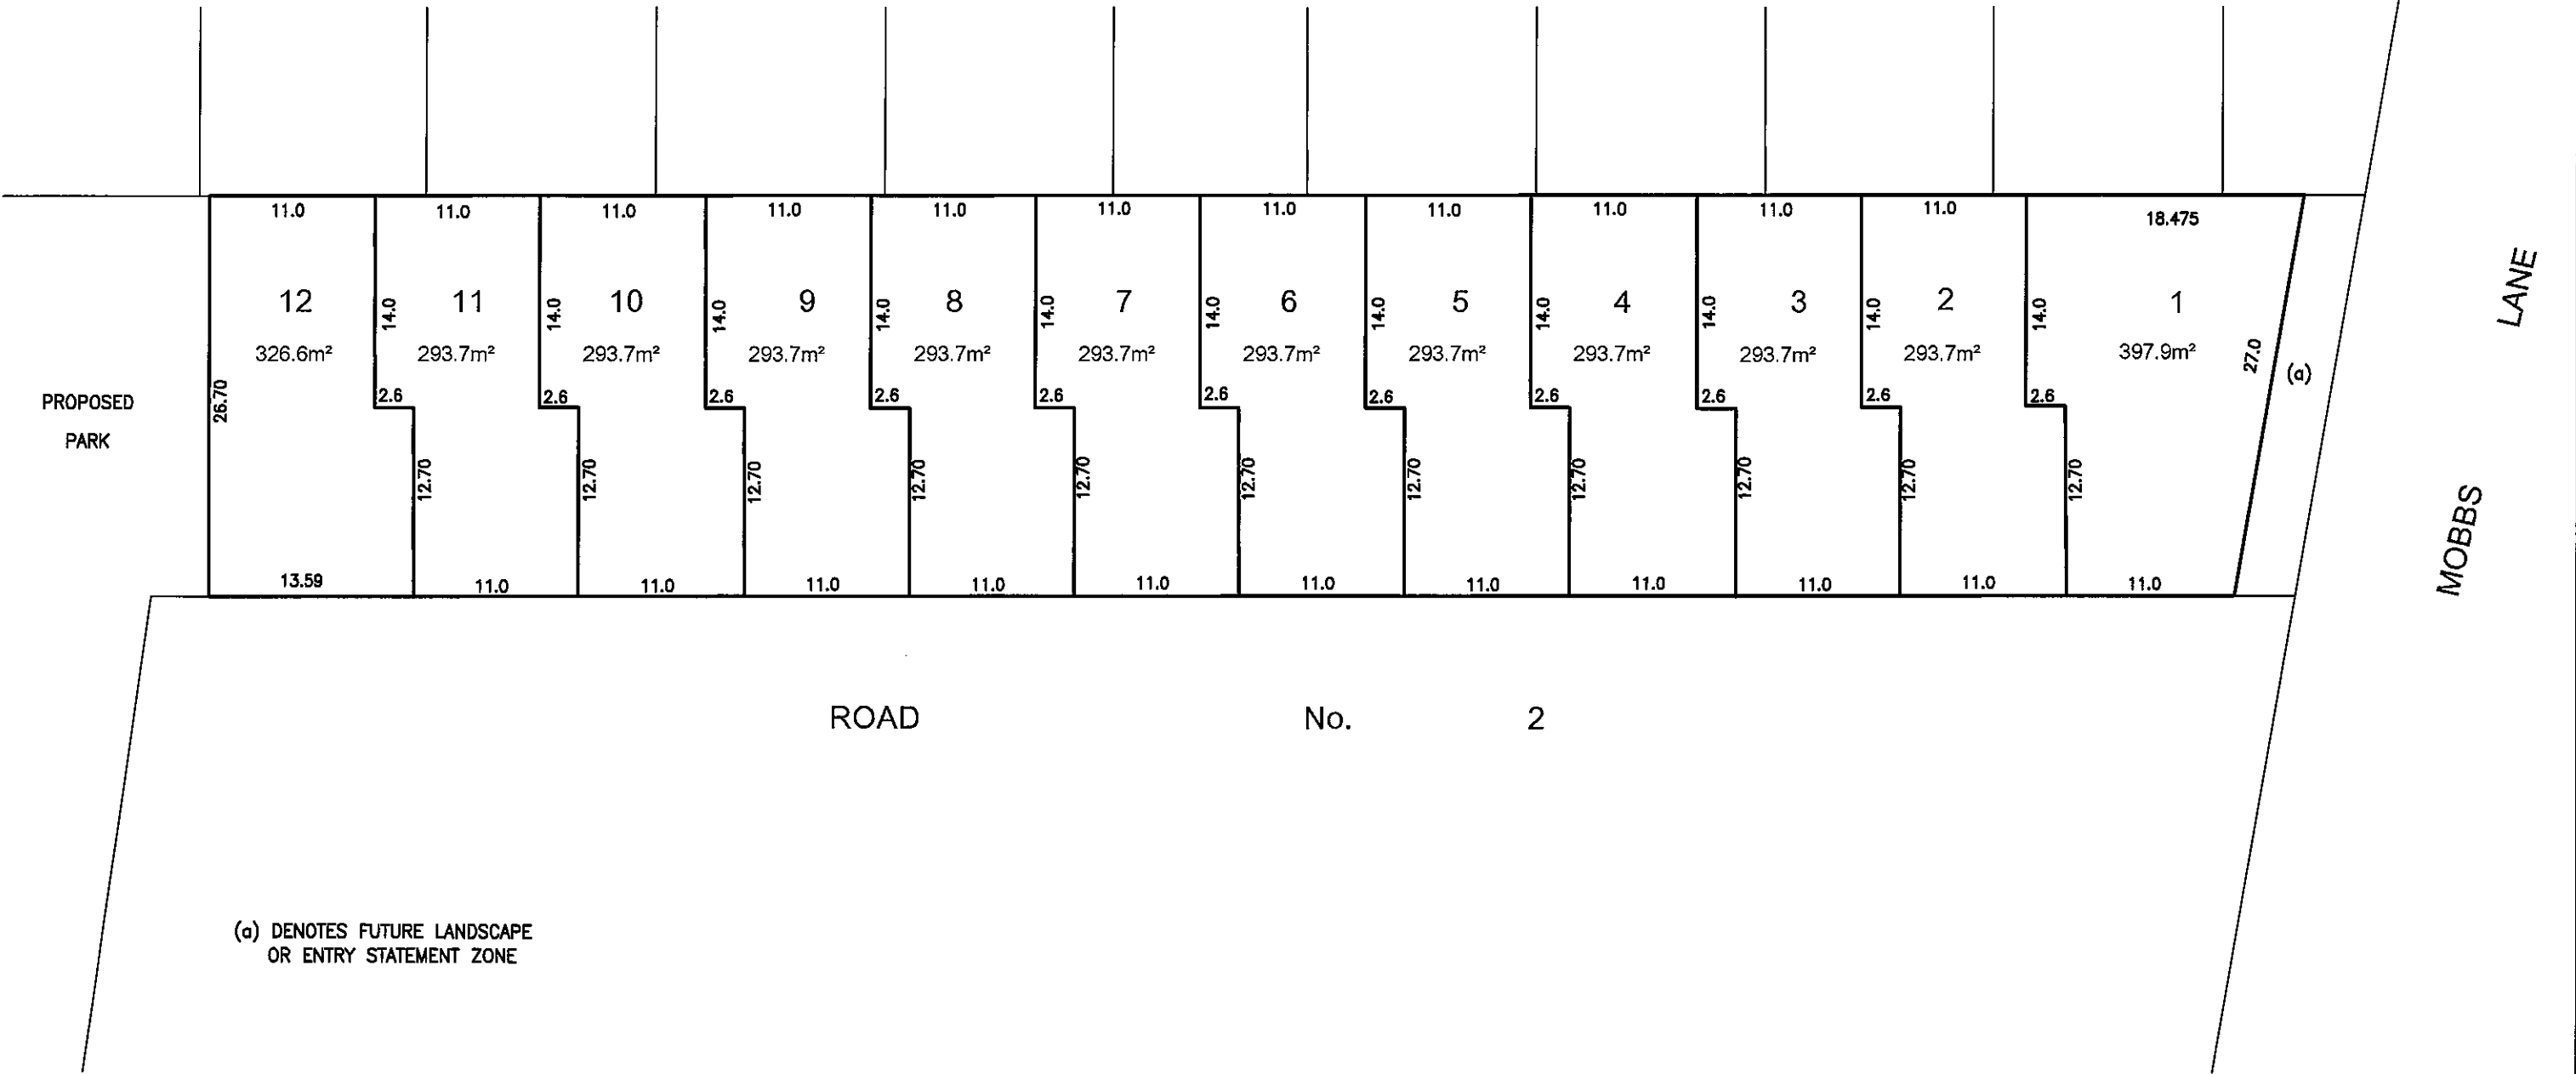 11.0 11.0 11.0 11.0 11.0 11.0 11.0 11.0 11.0 11.0 11.0 18.475
12 11 10 9 8 7 6 5 4 3 2 1
14.0 14.0 14.0 14.0 14.0 14.0 14.0 14.0 14.0 14.0 14.0
326.6m² 293.7m² 293.7m² 293.7m² 293.7m² 293.7m² 293.7m² 293.7m² 293.7m² 293.7m² 293.7m² 397.9m²
27.0
(a)
LANE
MOBBS
PROPOSED
PARK
26.70
2.6 2.6 2.6 2.6 2.6 2.6 2.6 2.6 2.6 2.6 2.6
12.70 12.70 12.70 12.70 12.70 12.70 12.70 12.70 12.70 12.70 12.70
13.59 11.0 11.0 11.0 11.0 11.0 11.0 11.0 11.0 11.0 11.0 11.0
ROAD No. 2
(a) DENOTES FUTURE LANDSCAPE
OR ENTRY STATEMENT ZONE